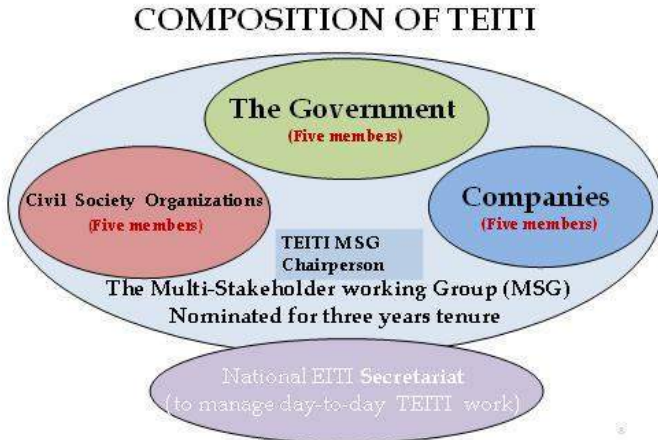 COMPOSITION OF TEITI
The Government
(Five members)
Civil Society Organizations
(Five members)
Companies
(Five members)
TEITI MSG
Chairperson
The Multi-Stakeholder working Group (MSG)
Nominated for three years tenure
National EITI Secretariat
(to manage day-to-day TEITI work)